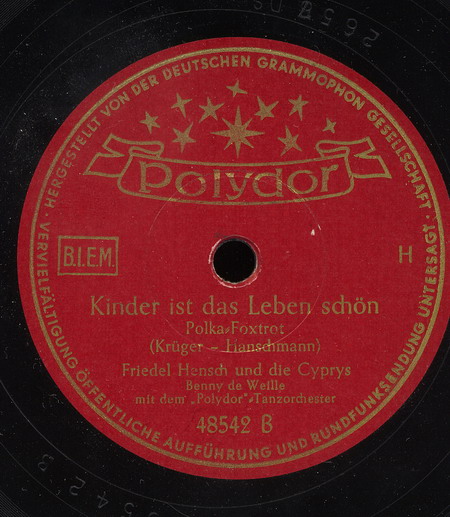 HERGESTELLT VON DER DEUTSCHEN GRAMMOPHON GESELLSCHAFT ·
VERVIELFÄLTIGUNG ÖFFENTLICHE AUFFÜHRUNG UND RUNDFUNKSENDUNG UNTERSAGT ·
Polydor
B.I.E.M.
H
Kinder ist das Leben schön
Polka-Foxtrot
(Krüger – Hanschmann)
Friedel Hensch und die Cyprys
Benny de Weille
mit dem „Polydor"-Tanzorchester
48542 B